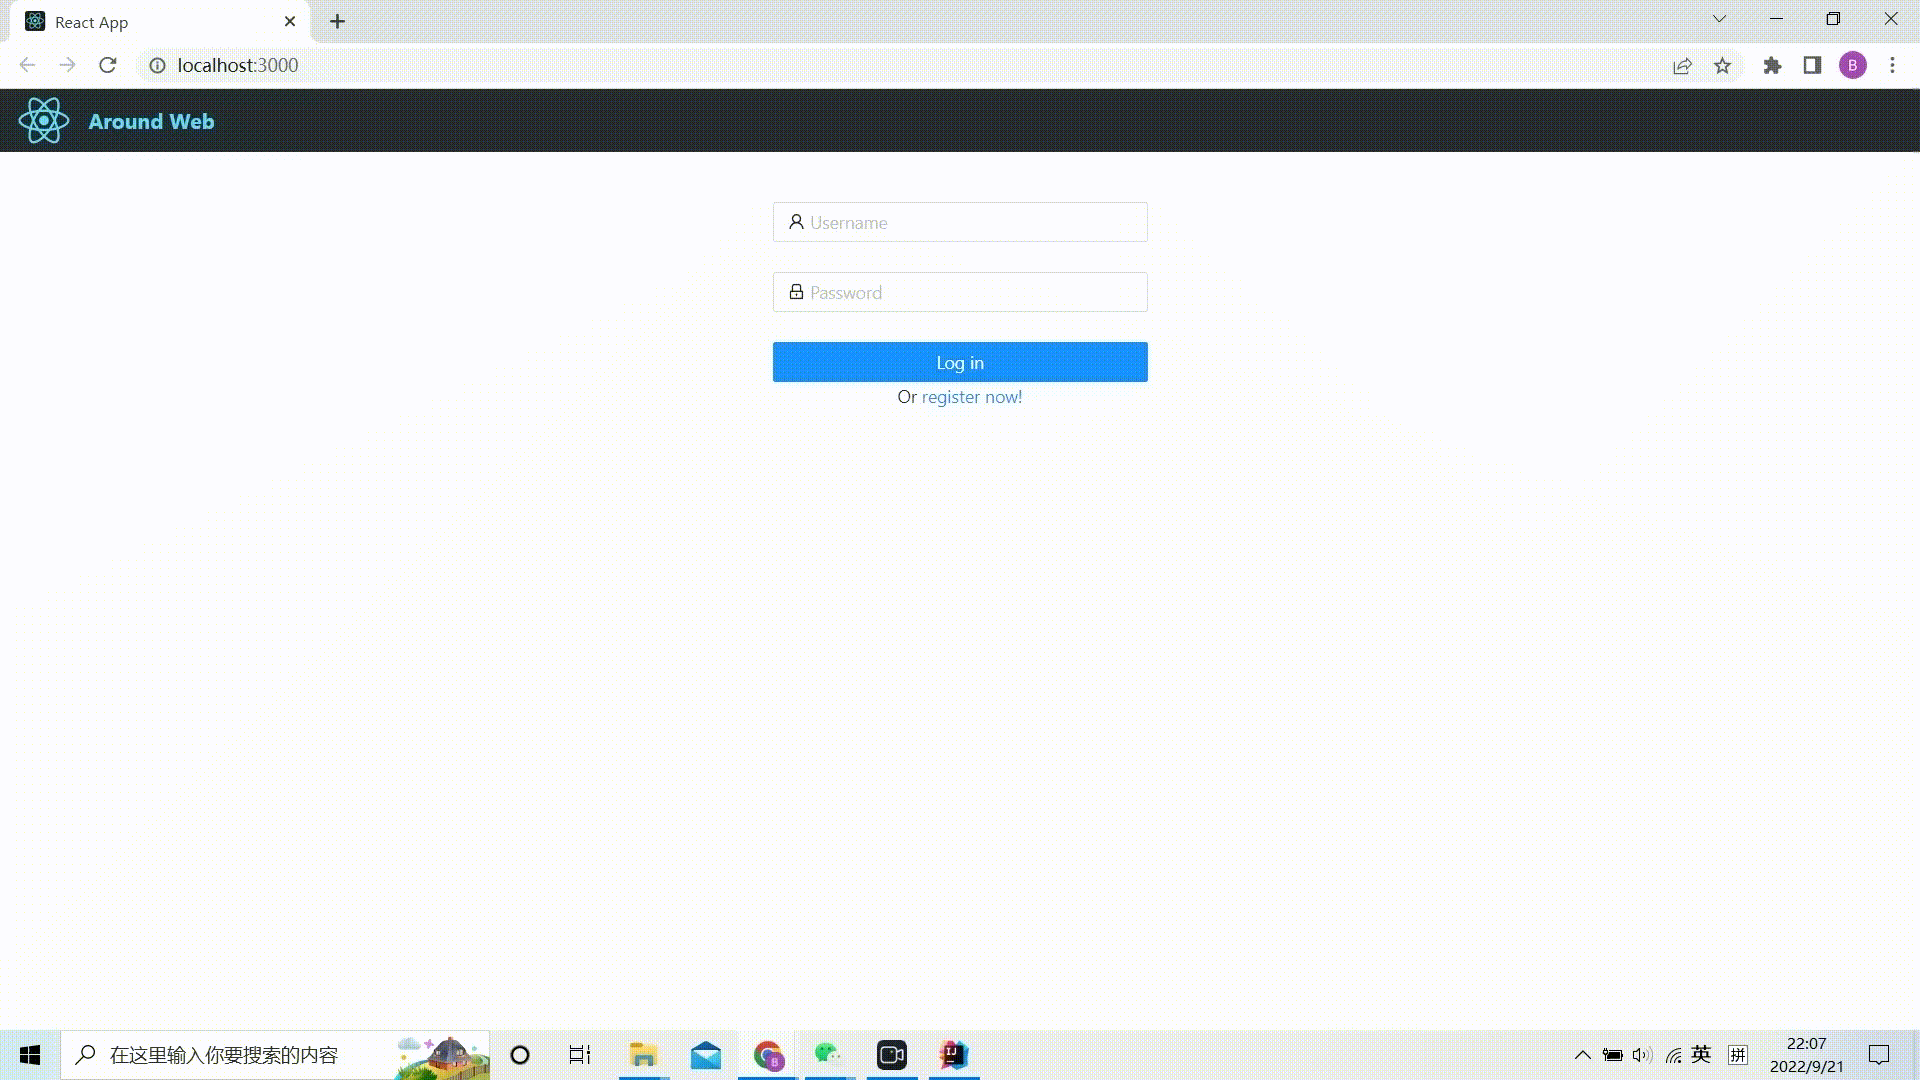 React App
localhost:3000
B
Around Web
Username
Password
Log in
Or register now!
在这里输入你要搜索的内容
B
IJ
英
拼
22:07
2022/9/21